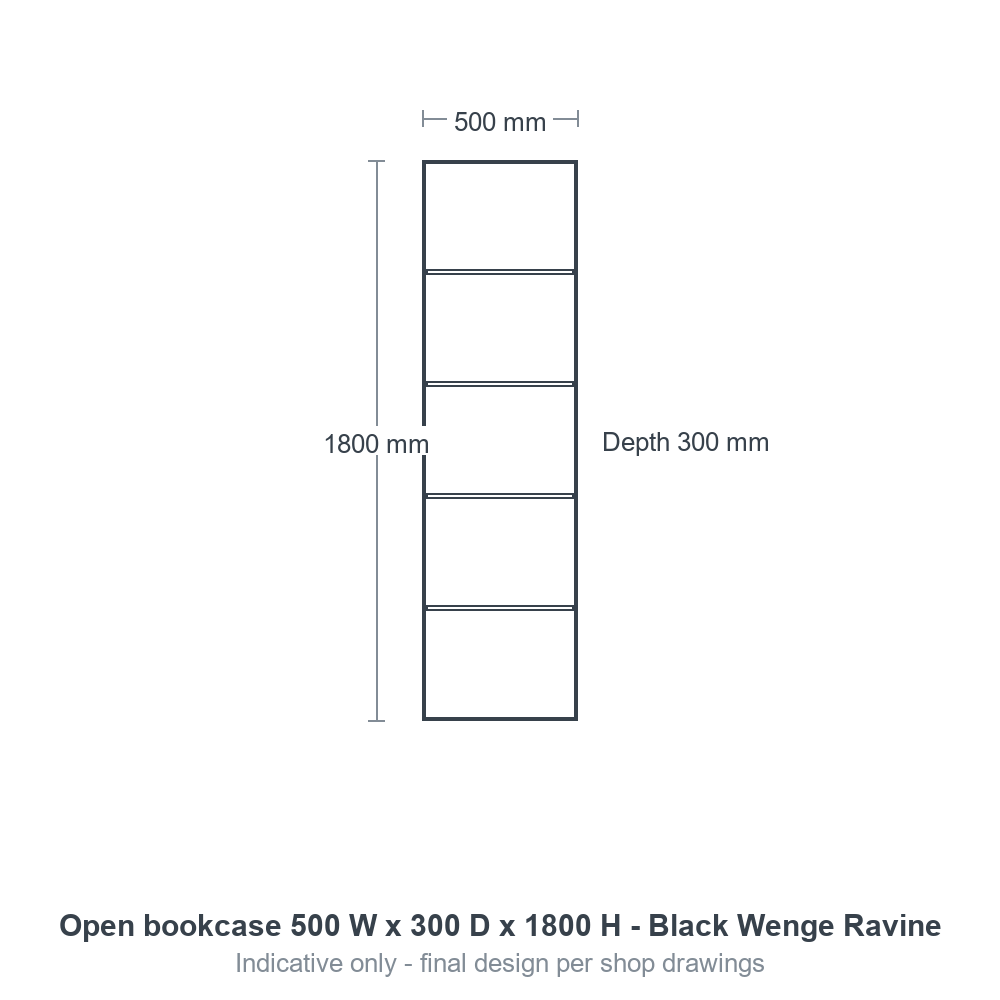 500 mm
1800 mm
Depth 300 mm
Open bookcase 500 W x 300 D x 1800 H - Black Wenge Ravine
Indicative only - final design per shop drawings